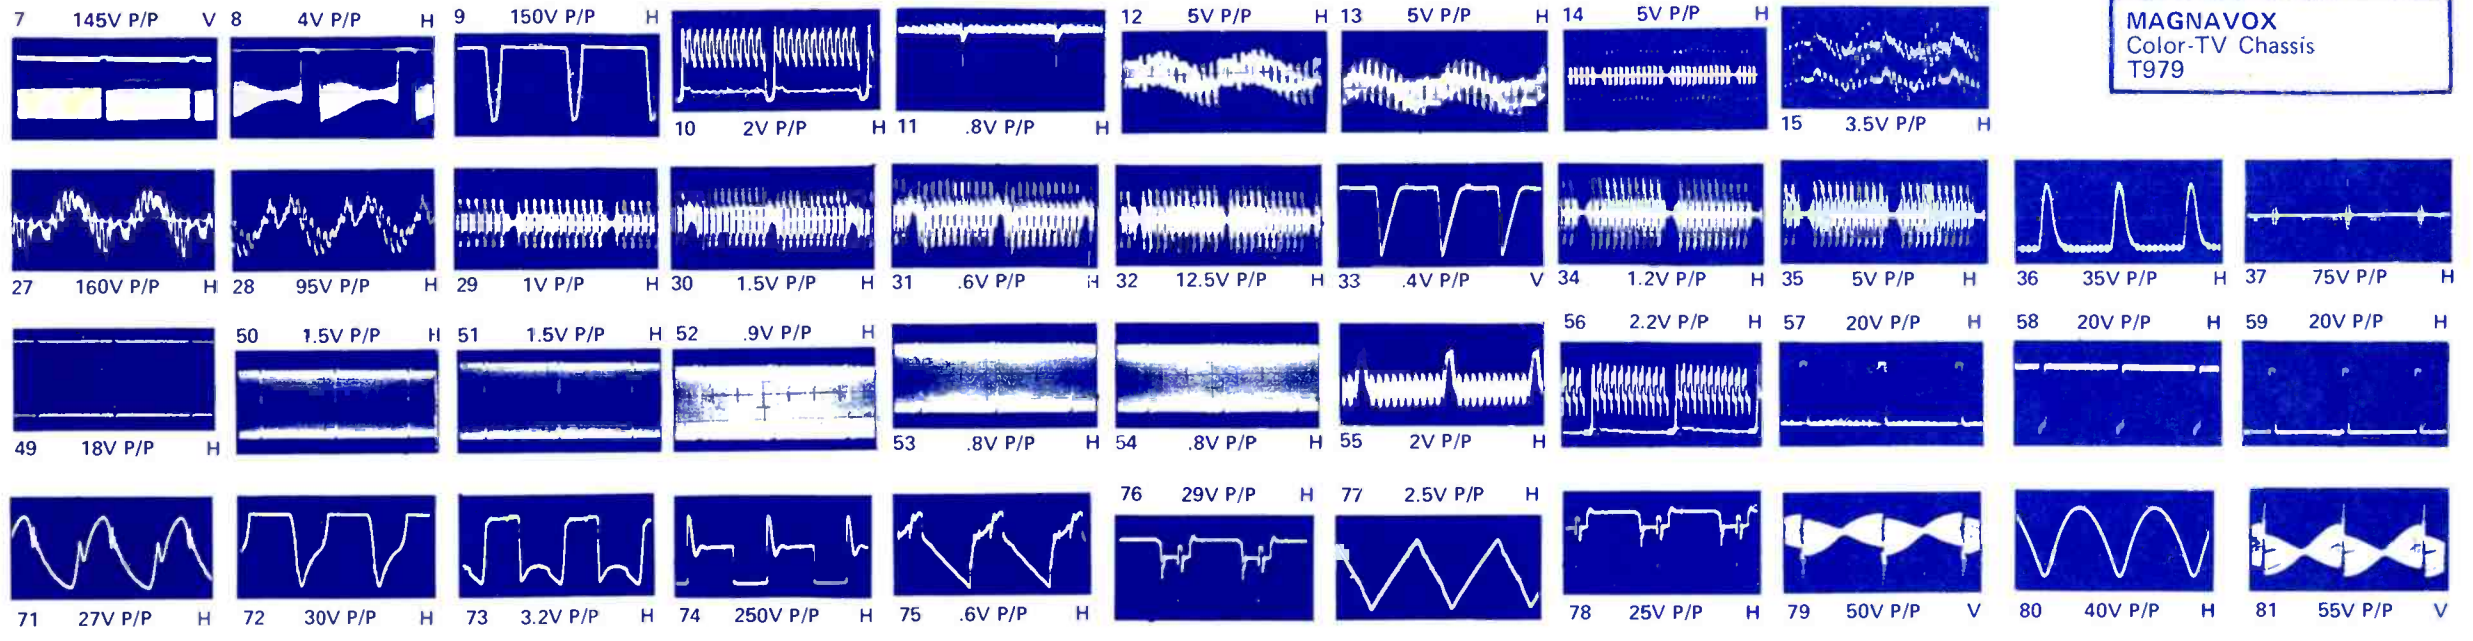 7 145V P/P V
8 4V P/P H
9 150V P/P H
10 2V P/P H
11 .8V P/P H
12 5V P/P H
13 5V P/P H
14 5V P/P H
15 3.5V P/P H
MAGNAVOX
Color-TV Chassis
T979
27 160V P/P H
28 95V P/P H
29 1V P/P H
30 1.5V P/P H
31 .6V P/P H
32 12.5V P/P H
33 .4V P/P V
34 1.2V P/P H
35 5V P/P H
36 35V P/P H
37 75V P/P H
49 18V P/P H
50 1.5V P/P H
51 1.5V P/P H
52 .9V P/P H
53 .8V P/P H
54 .8V P/P H
55 2V P/P H
56 2.2V P/P H
57 20V P/P H
58 20V P/P H
59 20V P/P H
71 27V P/P H
72 30V P/P H
73 3.2V P/P H
74 250V P/P H
75 .6V P/P H
76 29V P/P H
77 2.5V P/P H
78 25V P/P H
79 50V P/P V
80 40V P/P H
81 55V P/P V